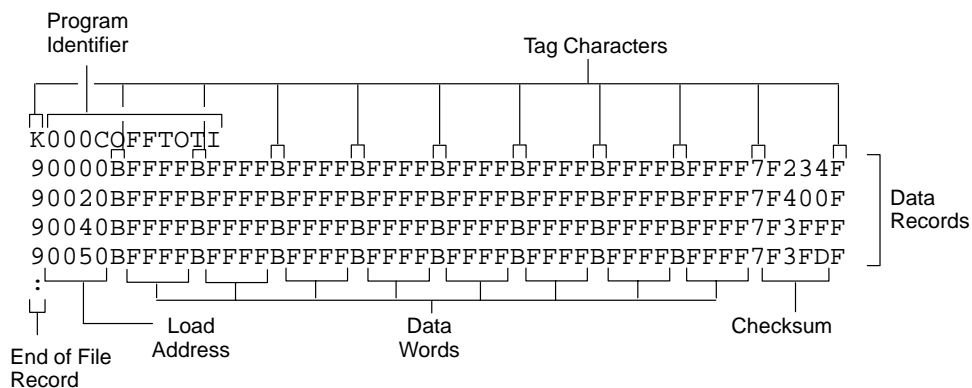 Program
Identifier
Tag Characters
K000COFFTOTI
90000BFFFFBFFFFBFFFFBFFFFBFFFFBFFFFBFFFFBFFFF7F234F
90020BFFFFBFFFFBFFFFBFFFFBFFFFBFFFFBFFFFBFFFF7F400F
90040BFFFFBFFFFBFFFFBFFFFBFFFFBFFFFBFFFFBFFFF7F3FFF
90050BFFFFBFFFFBFFFFBFFFFBFFFFBFFFFBFFFFBFFFF7F3FDF
:
Data
Records
Load
Address
Data
Words
Checksum
End of File
Record